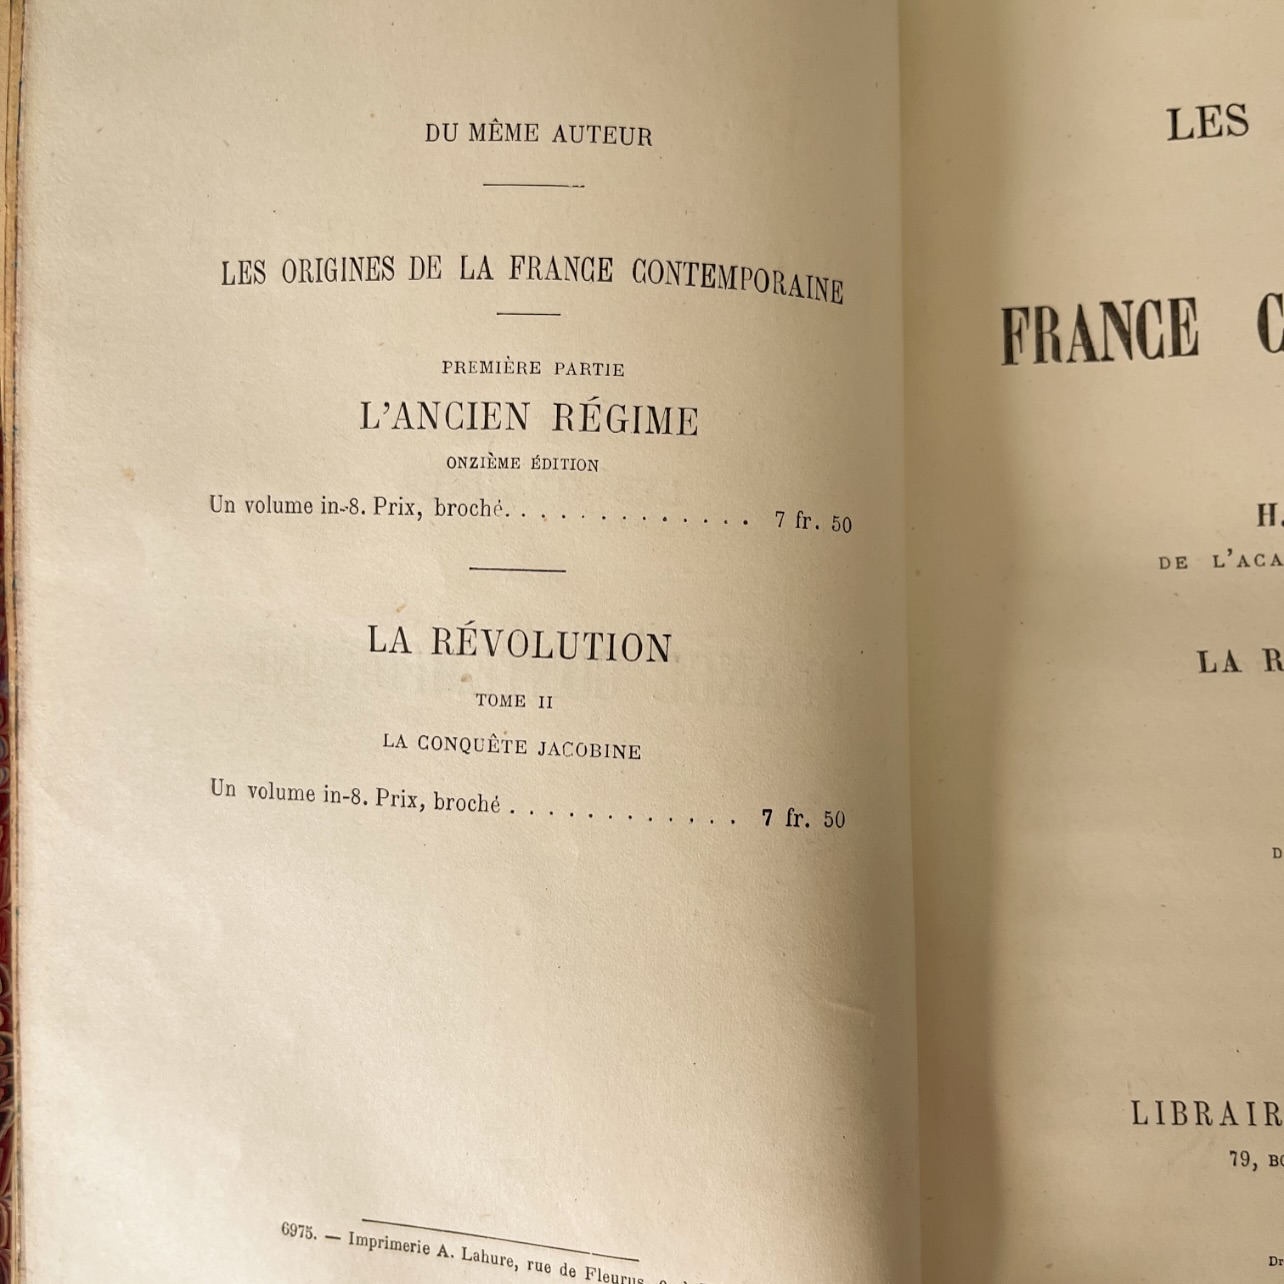 DU MÊME AUTEUR
LES ORIGINES DE LA FRANCE CONTEMPORAINE
PREMIÈRE PARTIE
L'ANCIEN RÉGIME
ONZIÈME ÉDITION
Un volume in-8. Prix, broché. . . . . . . . . . . . . 7 fr. 50
LA RÉVOLUTION
TOME II
LA CONQUÊTE JACOBINE
Un volume in-8. Prix, broché . . . . . . . . . . . . 7 fr. 50
6975. — Imprimerie A. Lahure, rue de Fleurus,
LES
FRANCE C
H.
DE L'ACA
LA R
D
LIBRAIR
79, BO